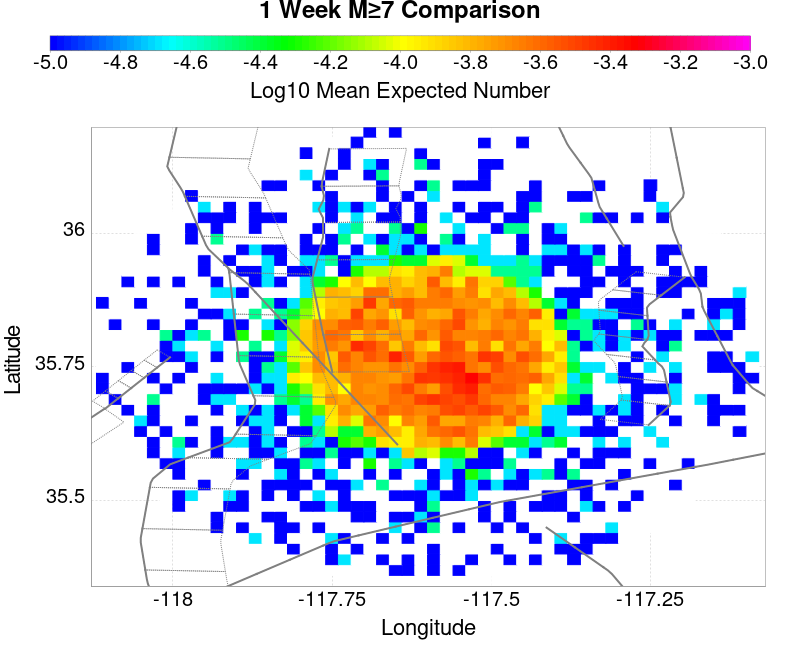 1 Week M≥7 Comparison
-5.0 -4.8 -4.6 -4.4 -4.2 -4.0 -3.8 -3.6 -3.4 -3.2 -3.0
Log10 Mean Expected Number
36
35.75
35.5
Latitude
-118 -117.75 -117.5 -117.25
Longitude